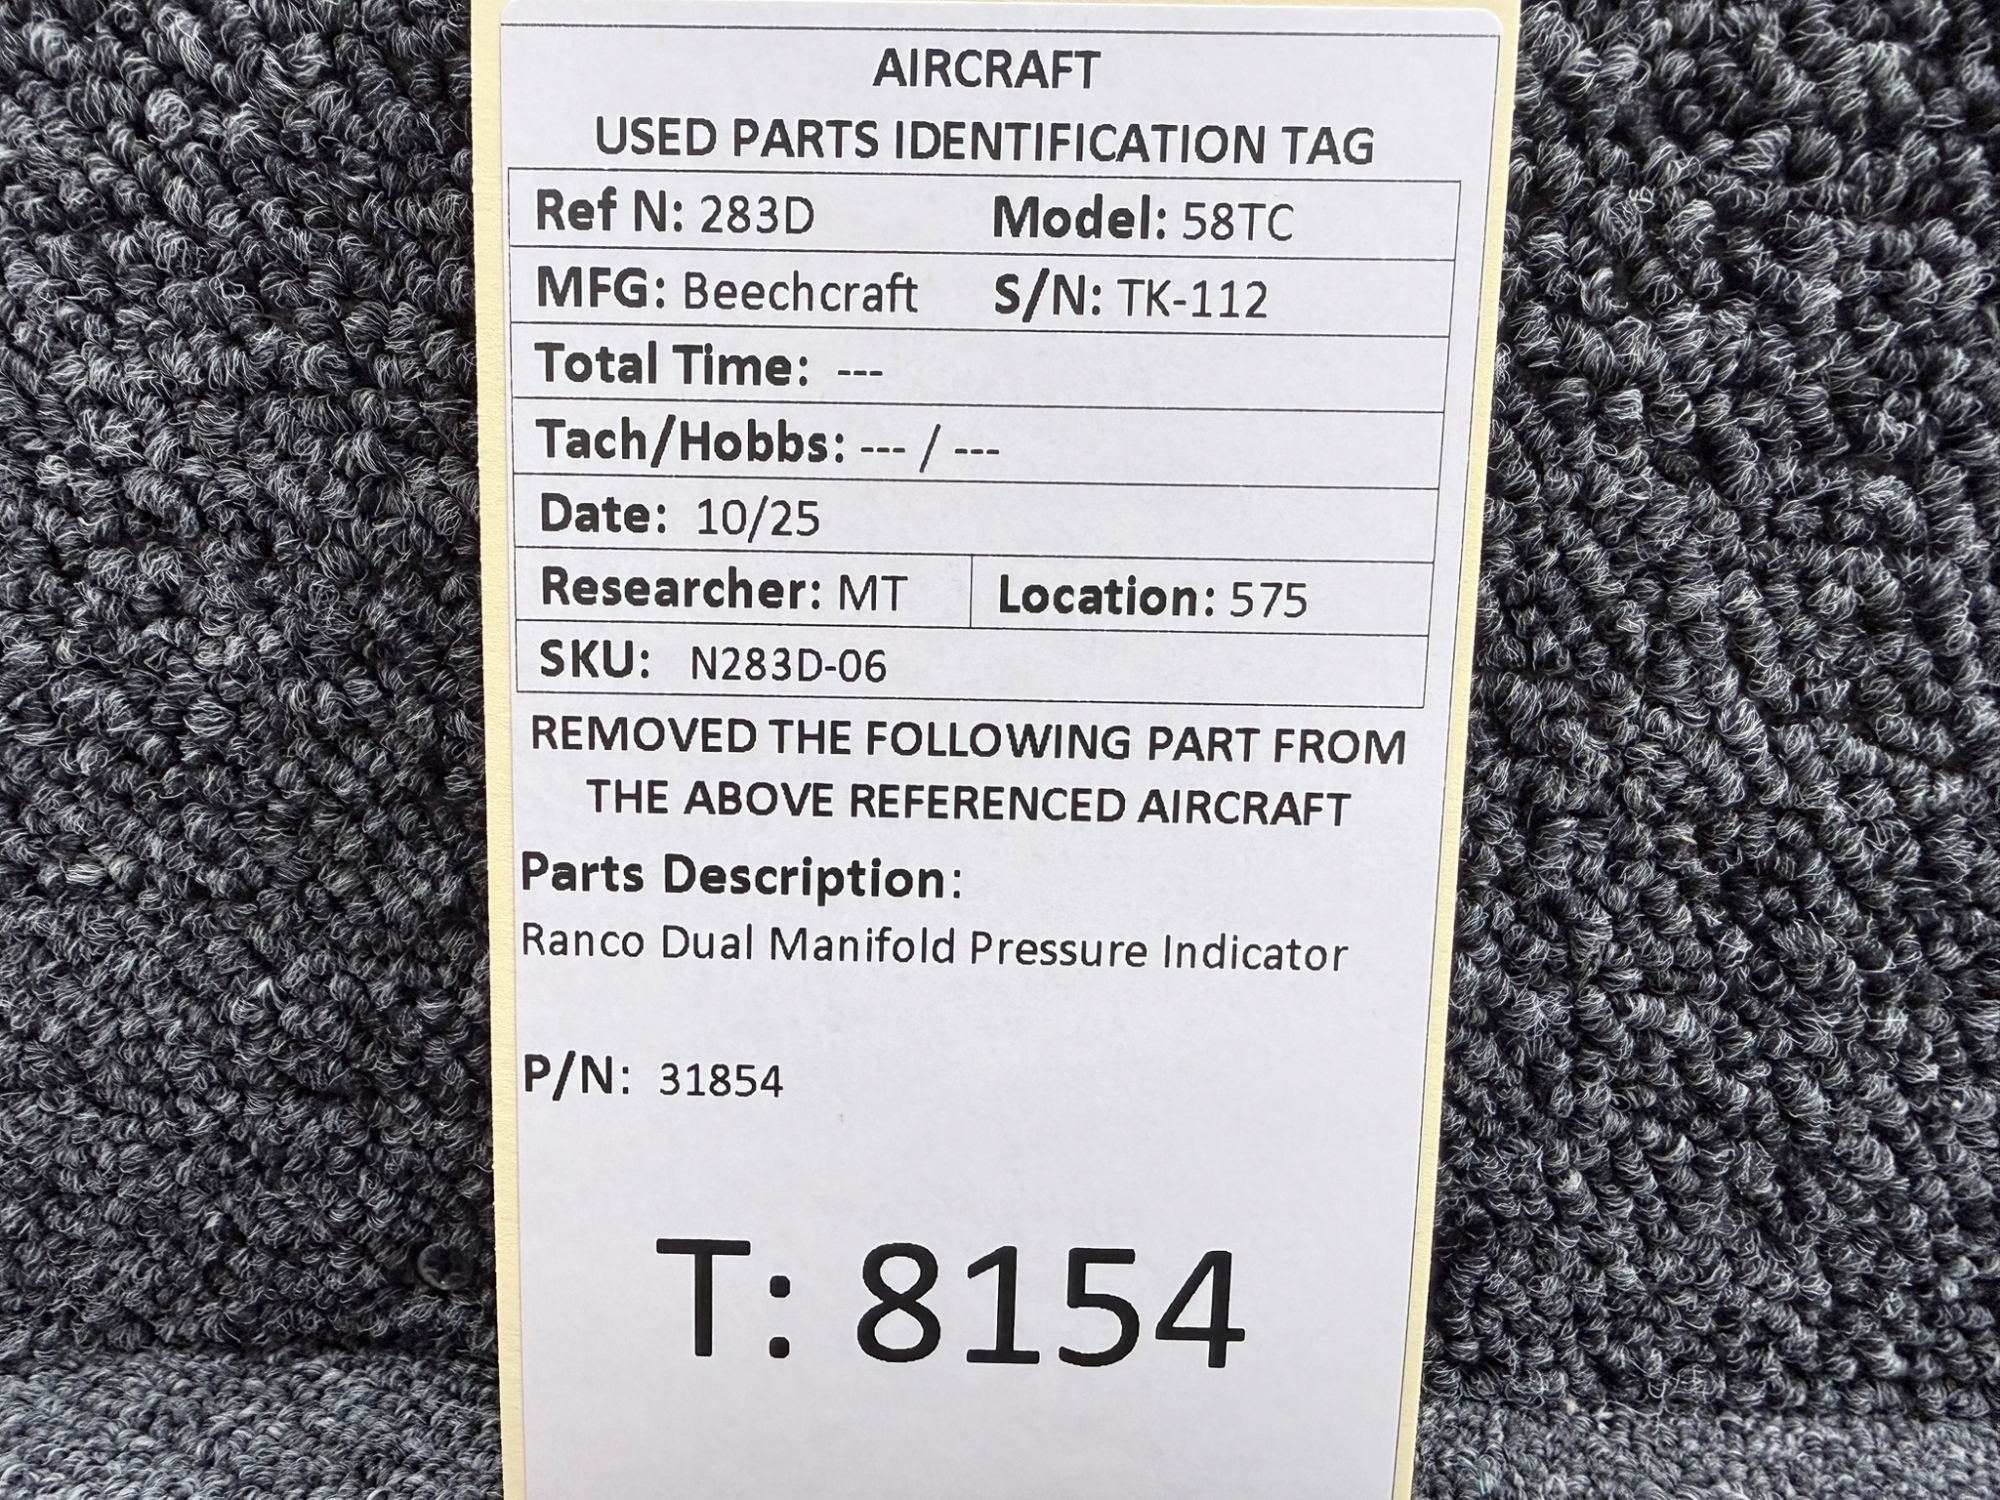 AIRCRAFT
USED PARTS IDENTIFICATION TAG
Ref N: 283D Model: 58TC
MFG: Beechcraft S/N: TK-112
Total Time: ---
Tach/Hobbs: --- / ---
Date: 10/25
Researcher: MT Location: 575
SKU: N283D-06
REMOVED THE FOLLOWING PART FROM
THE ABOVE REFERENCED AIRCRAFT
Parts Description:
Ranco Dual Manifold Pressure Indicator
P/N: 31854
T: 8154